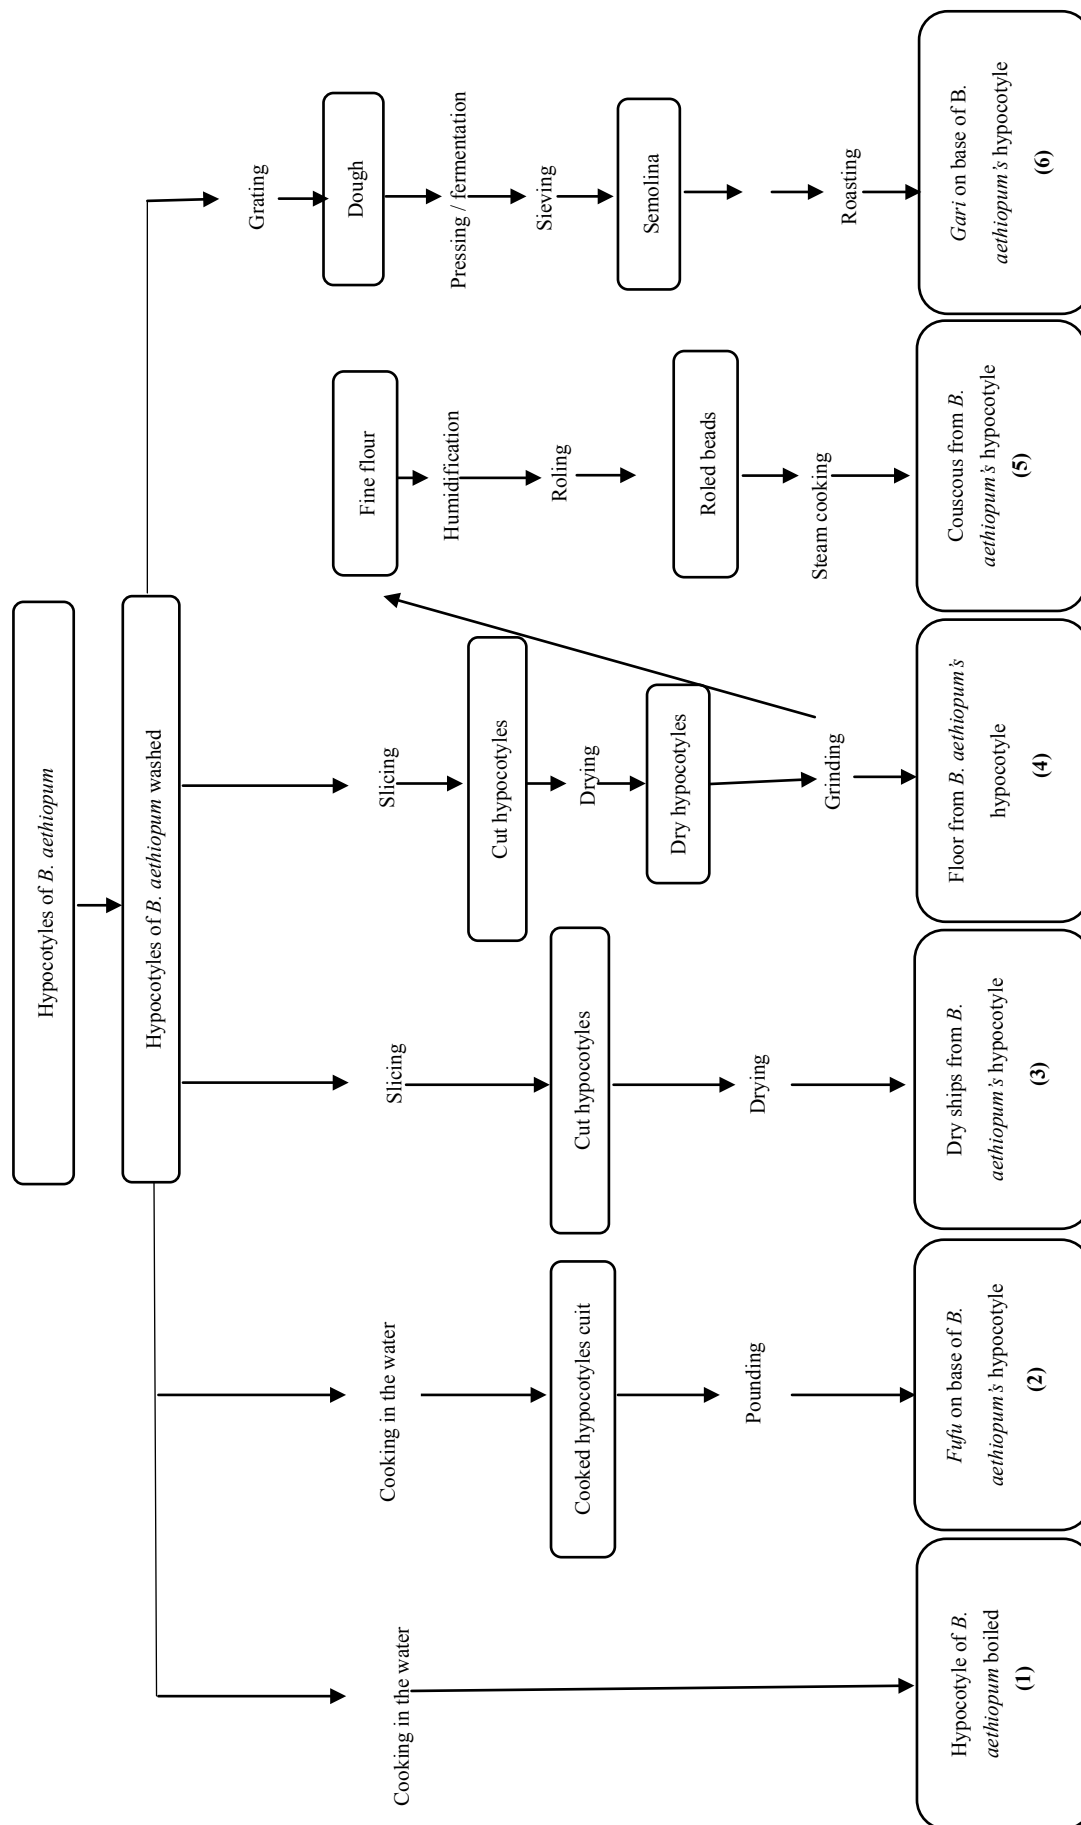 Hypocotyles of B. aethiopum
Hypocotyles of B. aethiopum washed
Cooking in the water
Hypocotyle of B.
aethiopum boiled
(1)
Cooking in the water
Cooked hypocotyles cuit
Pounding
Fufu on base of B.
aethiopum's hypocotyle
(2)
Slicing
Cut hypocotyles
Drying
Dry ships from B.
aethiopum's hypocotyle
(3)
Slicing
Cut hypocotyles
Drying
Dry hypocotyles
Grinding
Floor from B. aethiopum's
hypocotyle
(4)
Fine flour
Humidification
Roling
Roled beads
Steam cooking
Couscous from B.
aethiopum's hypocotyle
(5)
Grating
Dough
Pressing / fermentation
Sieving
Semolina
Roasting
Gari on base of B.
aethiopum's hypocotyle
(6)